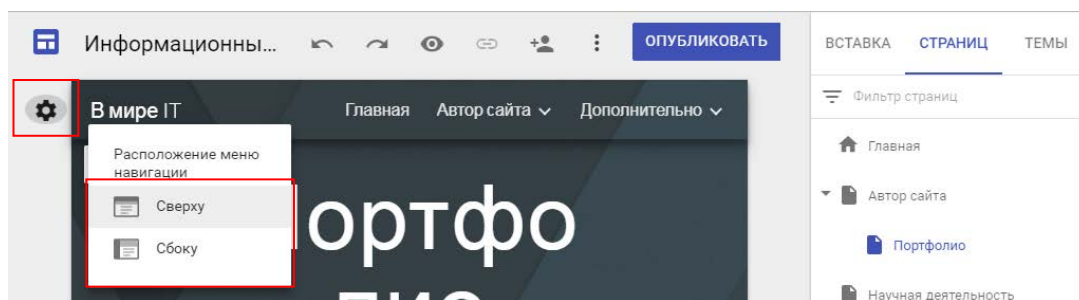 Информационны...
ОПУБЛИКОВАТЬ
ВСТАВКА СТРАНИЦ ТЕМЫ
В мире IT
Главная Автор сайта Дополнительно
Расположение меню
навигации
Сверху
Сбоку
ортфо
Фильтр страниц
Главная
Автор сайта
Портфолио
Научная деятельность